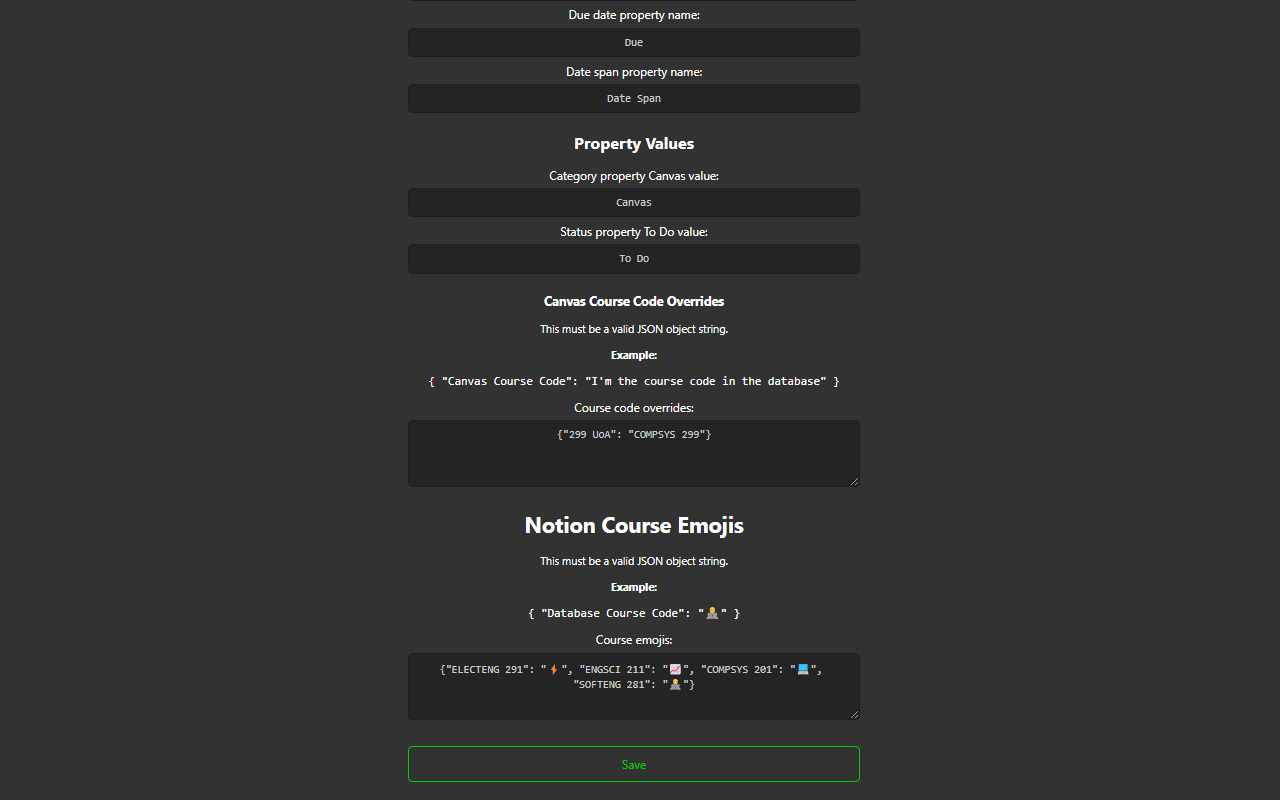 Due date property name:
Due
Date span property name:
Date Span
Property Values
Category property Canvas value:
Canvas
Status property To Do value:
To Do
Canvas Course Code Overrides
This must be a valid JSON object string.
Example:
{ "Canvas Course Code": "I'm the course code in the database" }
Course code overrides:
{"299 UoA": "COMPSYS 299"}
Notion Course Emojis
This must be a valid JSON object string.
Example:
{ "Database Course Code": "👨‍💻" }
Course emojis:
{"ELECTENG 291": "⚡", "ENGSCI 211": "📈", "COMPSYS 201": "💻",
"SOFTENG 281": "👨‍💻"}
Save